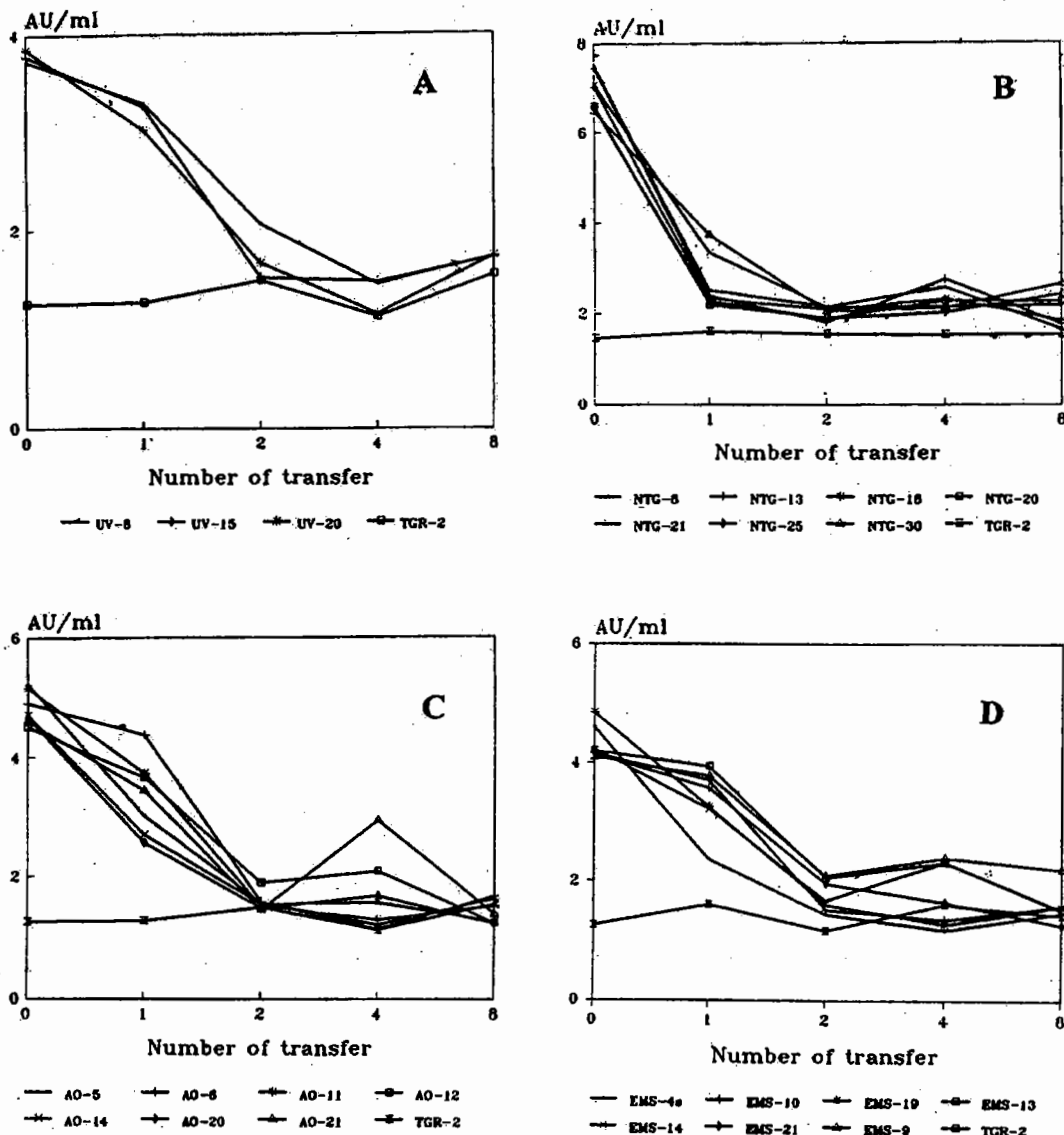 AU/ml
4
2
0
A
0 1 2 4 8
Number of transfer
UV-6 UV-15 UV-20 TGR-2
AU/ml
8
6
4
2
0
B
0 1 2 4 8
Number of transfer
NTG-6 NTG-13 NTG-16 NTG-20
NTG-21 NTG-25 NTG-30 TGR-2
AU/ml
6
4
2
0
C
0 1 2 4 8
Number of transfer
AO-5 AO-6 AO-11 AO-12
AO-14 AO-20 AO-21 TGR-2
AU/ml
6
4
2
0
D
0 1 2 4 8
Number of transfer
EMS-10 EMS-19 EMS-13
EMS-14 EMS-21 EMS-9 TGR-2